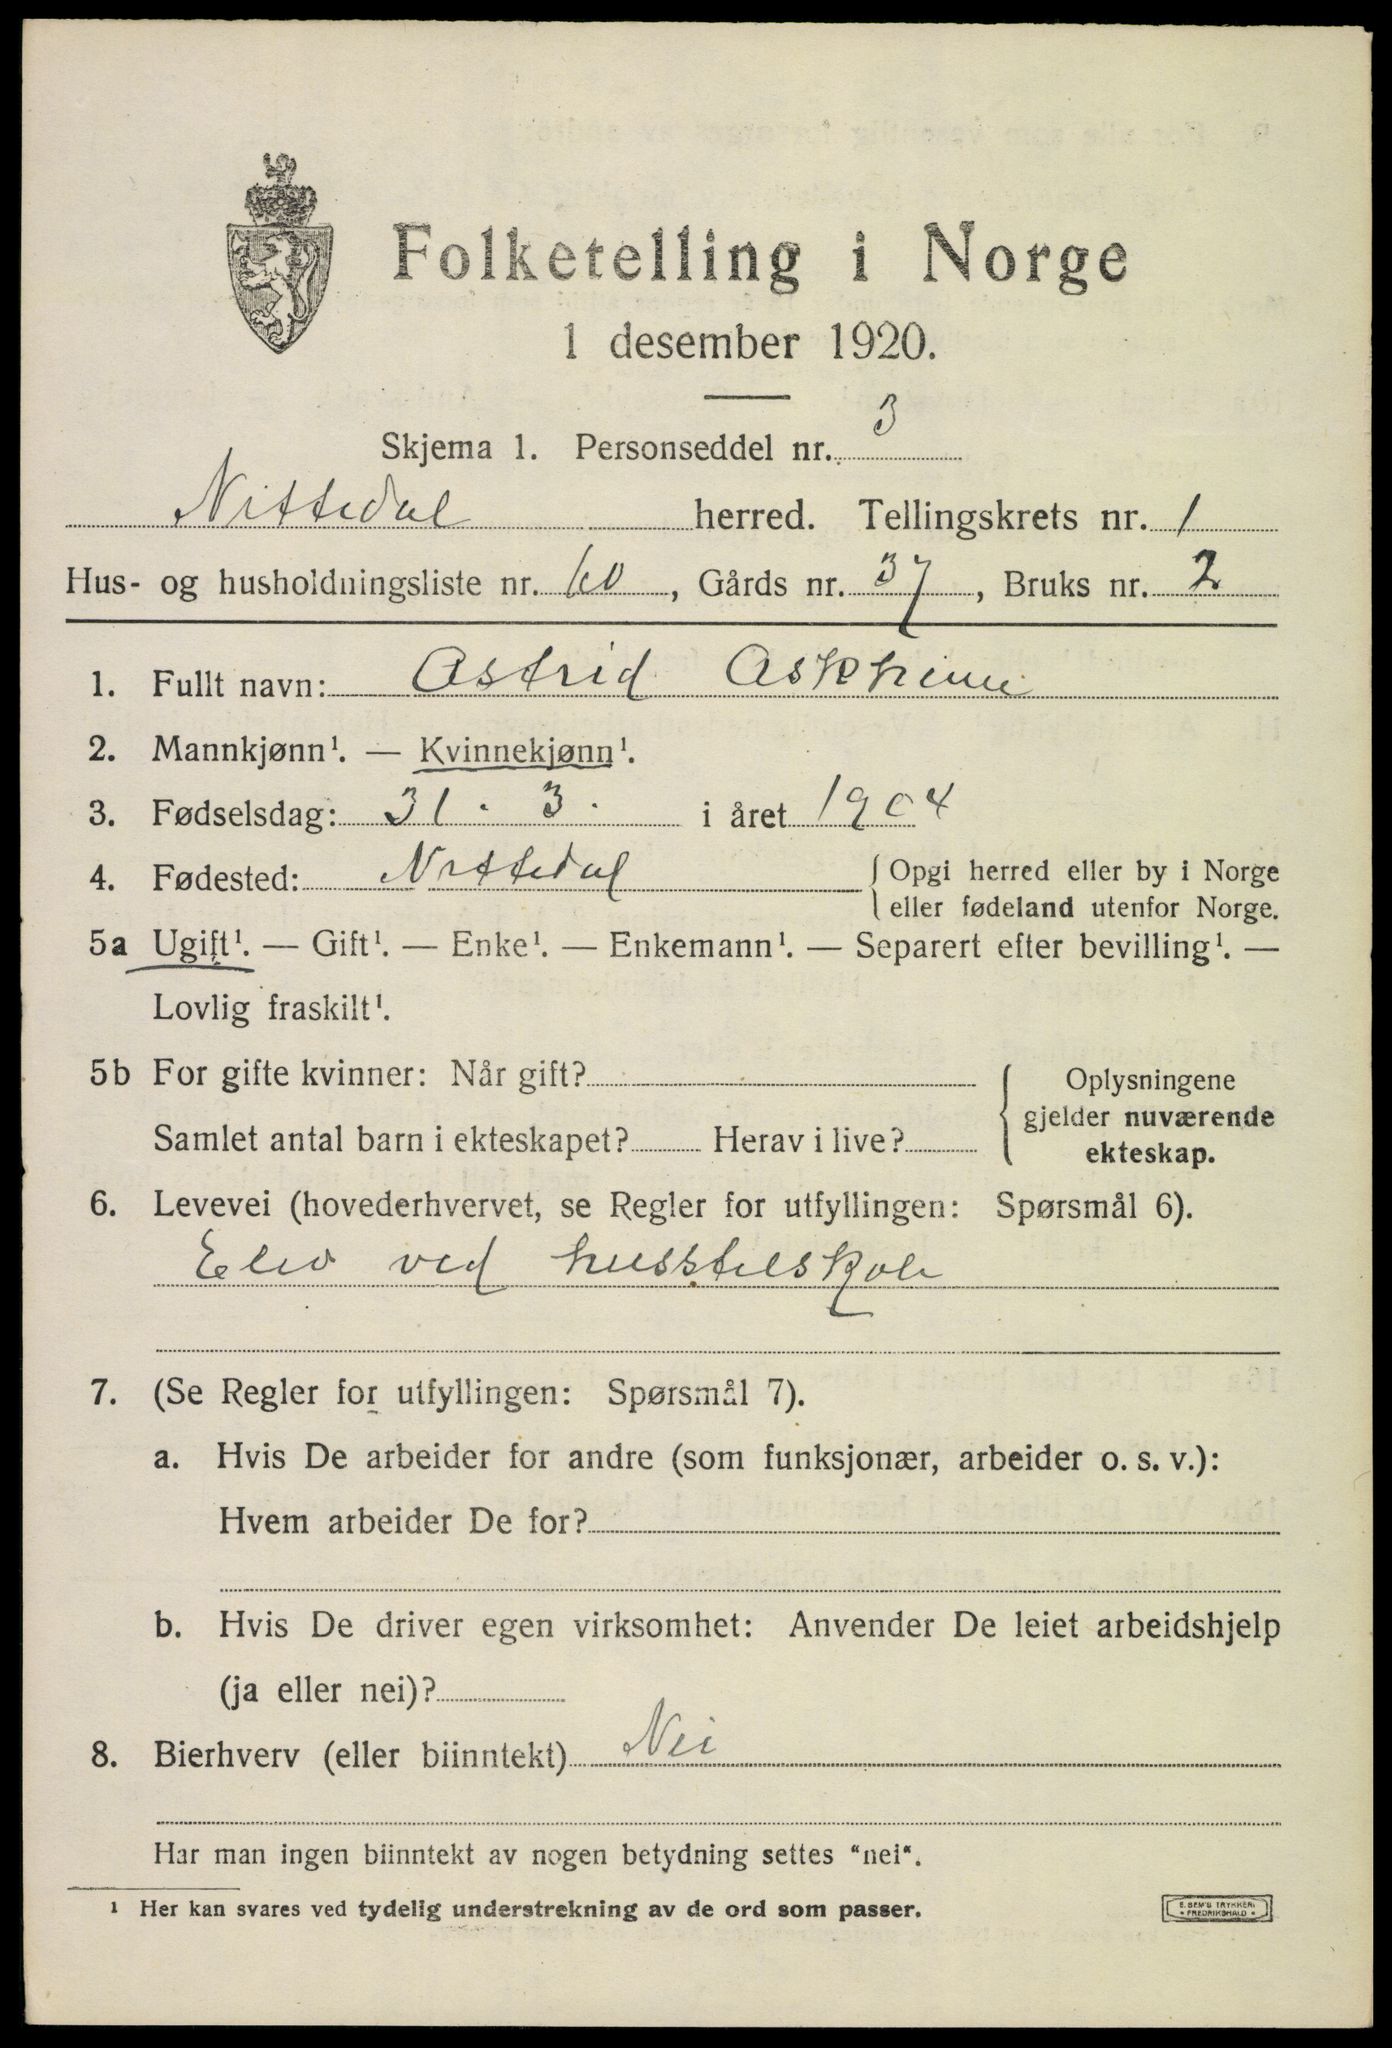 Folketelling i Norge
1 desember 1920.
Skjema 1. Personseddel nr. 3
Nittedal herred. Tellingskrets nr. 1
Hus- og husholdningsliste nr. 60, Gårds nr. 37, Bruks nr. 2
1. Fullt navn: Astrid Askheim
2. Mannkjønn¹. — Kvinnekjønn¹.
3. Fødselsdag: 31. 3. i året 1904
4. Fødested: Nittedal { Opgi herred eller by i Norge
eller fødeland utenfor Norge.
5a Ugift¹. — Gift¹. — Enke¹. — Enkemann¹. — Separert efter bevilling¹. —
Lovlig fraskilt¹.
5b For gifte kvinner: Når gift? { Oplysningene
gjelder nuværende
Samlet antal barn i ekteskapet? Herav i live?
ekteskap.
6. Levevei (hovederhvervet, se Regler for utfyllingen: Spørsmål 6).
Elev ved husstelskole
7. (Se Regler for utfyllingen: Spørsmål 7).
a. Hvis De arbeider for andre (som funksjonær, arbeider o. s. v.):
Hvem arbeider De for?
b. Hvis De driver egen virksomhet: Anvender De leiet arbeidshjelp
(ja eller nei)?
8. Bierhverv (eller biinntekt) Nei
Har man ingen biinntekt av nogen betydning settes "nei".
¹ Her kan svares ved tydelig understrekning av de ord som passer.
E. SEM'S TRYKKERI
FREDRIKSHALD